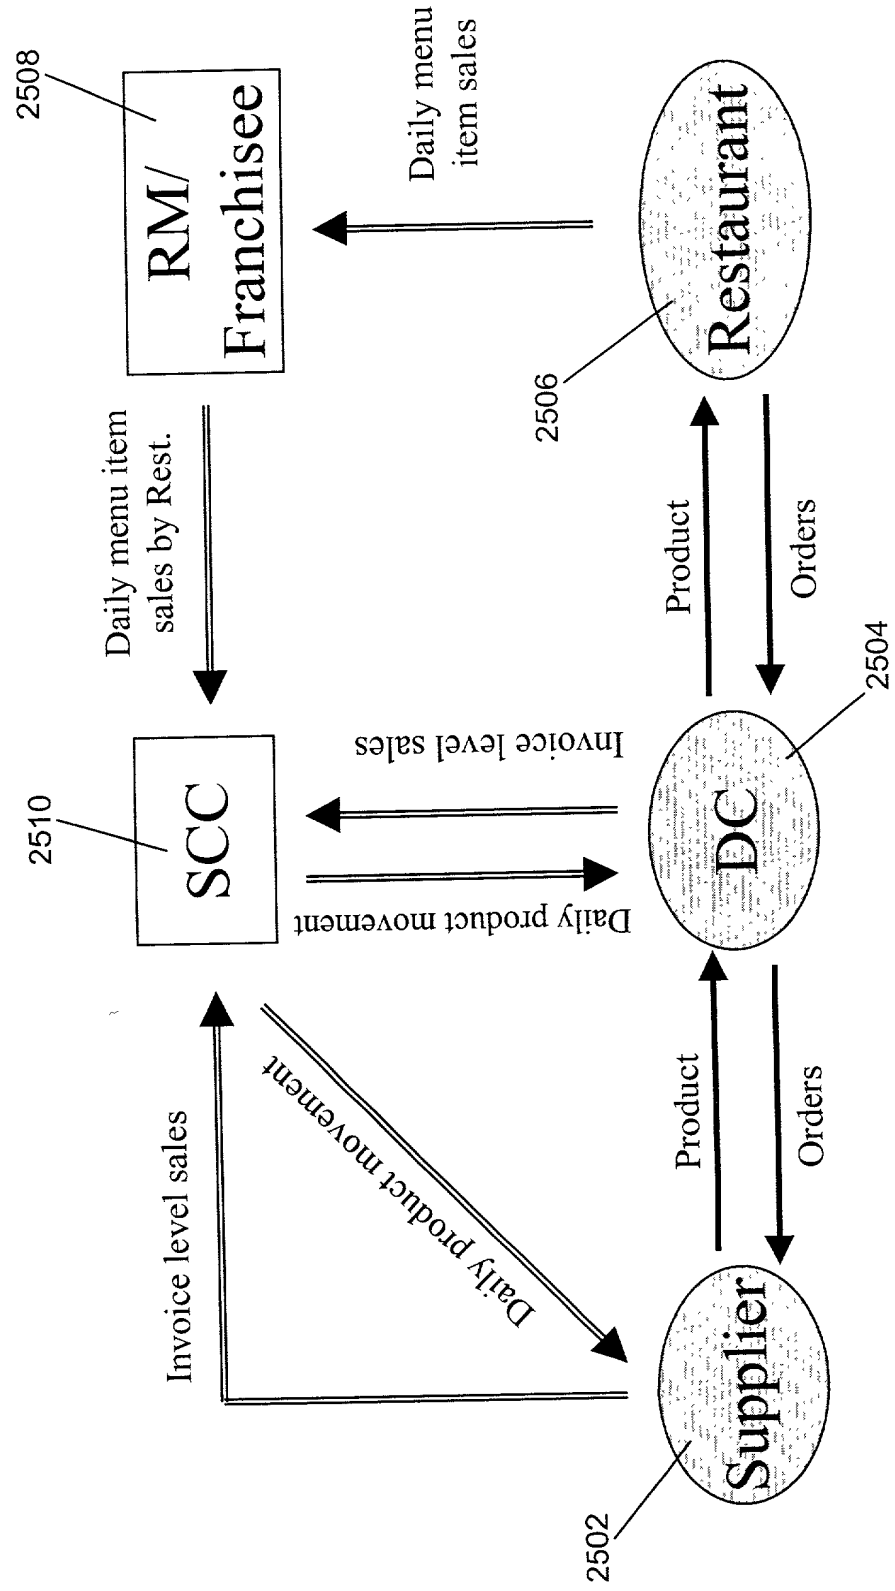 2510
2508
SCC
RM/
Franchisee
Daily menu item
sales by Rest.
Invoice level sales
Daily product movement
Daily product movement
Invoice level sales
Daily menu
item sales
2502
Supplier
Product
Orders
DC
2504
Product
Orders
2506
Restaurant